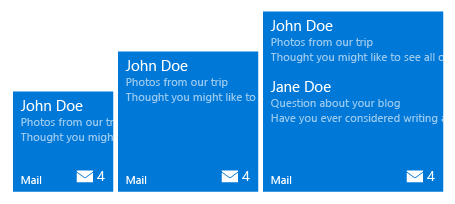 John Doe
Photos from our tr
Thought you migh
Mail 4
John Doe
Photos from our trip
Thought you might like to
Mail 4
John Doe
Photos from our trip
Thought you might like to see all o
Jane Doe
Question about your blog
Have you ever considered writing a
Mail 4